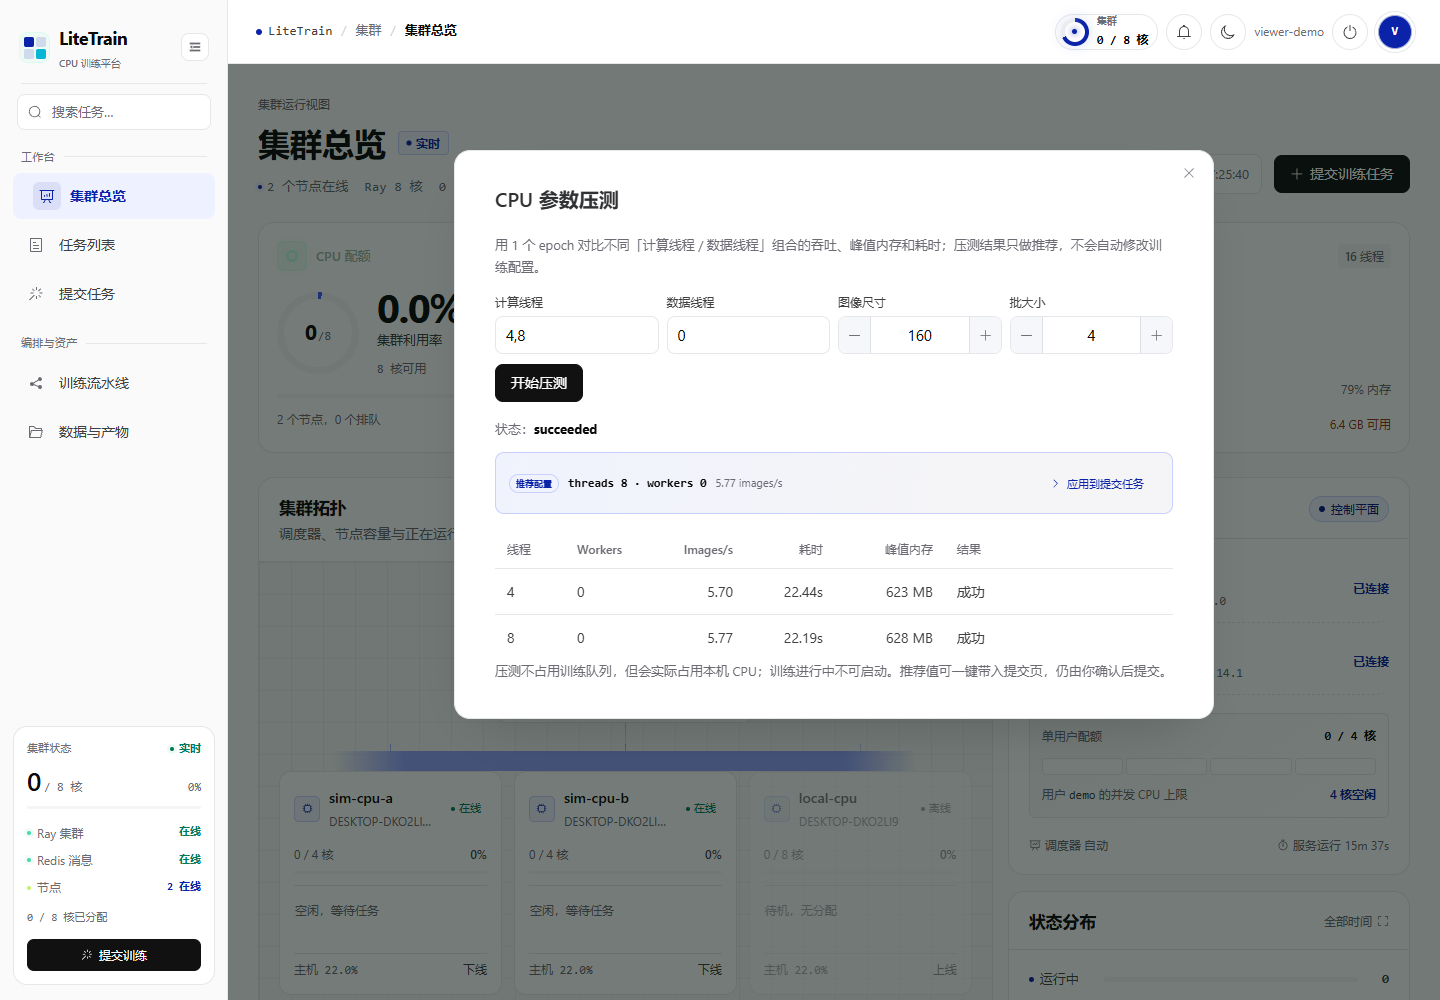 LiteTrain
CPU 训练平台
搜索任务...
工作台
集群总览
任务列表
提交任务
编排与资产
训练流水线
数据与产物
集群状态
实时
0 / 8 核
0%
Ray 集群
在线
Redis 消息
在线
节点
2 在线
0 / 8 核已分配
提交训练
LiteTrain / 集群 / 集群总览
集群
0 / 8 核
viewer-demo
V
集群运行视图
集群总览
实时
2 个节点在线 Ray 8 核 0
:25:40
提交训练任务
CPU 配额
0/8
0.0%
集群利用率
8 核可用
2 个节点，0 个排队
16 线程
79% 内存
6.4 GB 可用
CPU 参数压测
用 1 个 epoch 对比不同「计算线程 / 数据线程」组合的吞吐、峰值内存和耗时；压测结果只做推荐，不会自动修改训
练配置。
计算线程
数据线程
图像尺寸
批大小
4,8
0
160
4
开始压测
状态：succeeded
推荐配置
threads 8 · workers 0
5.77 images/s
应用到提交任务
线程 Workers Images/s 耗时 峰值内存 结果
4 0 5.70 22.44s 623 MB 成功
8 0 5.77 22.19s 628 MB 成功
压测不占用训练队列，但会实际占用本机 CPU；训练进行中不可启动。推荐值可一键带入提交页，仍由你确认后提交。
集群拓扑
调度器、节点容量与正在运行
sim-cpu-a
在线
DESKTOP-DKO2LI...
0 / 4 核
0%
空闲，等待任务
主机 22.0%
下线
sim-cpu-b
在线
DESKTOP-DKO2LI...
0 / 4 核
0%
空闲，等待任务
主机 22.0%
下线
local-cpu
离线
DESKTOP-DKO2LI9
0 / 8 核
0%
待机，无分配
主机 22.0%
上线
控制平面
已连接
.0
已连接
14.1
单用户配额
0 / 4 核
用户 demo 的并发 CPU 上限
4 核空闲
调度器 自动
服务运行 15m 37s
状态分布
全部时间
运行中
0